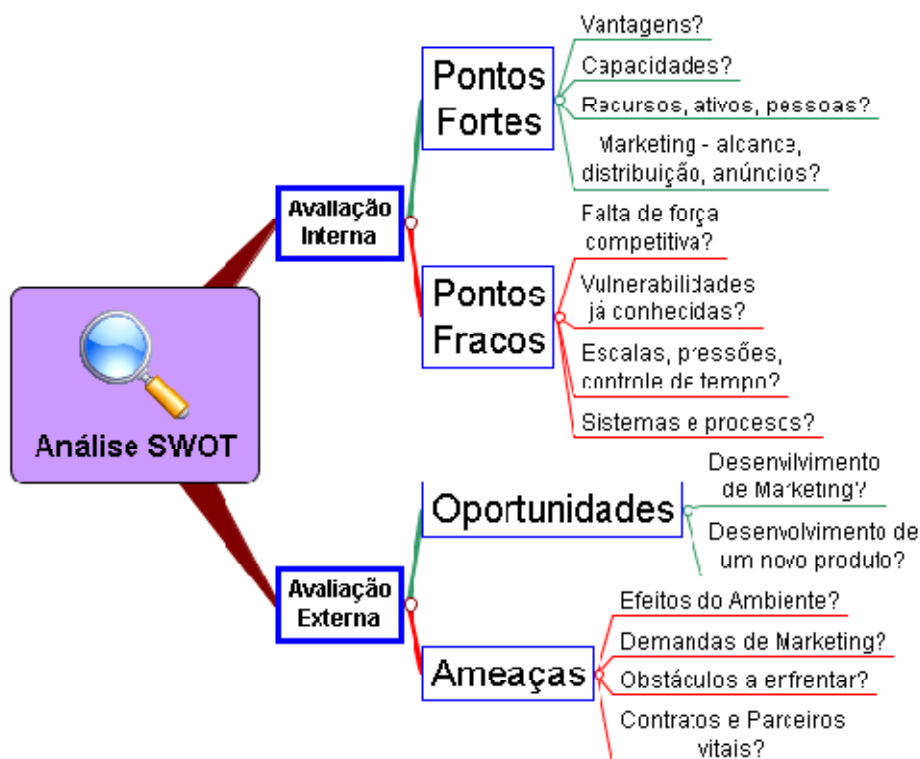 Análise SWOT
Avaliação
Interna
Pontos
Fortes
Vantagens?
Capacidades?
Recursos, ativos, pessoas?
Marketing - alcance,
distribuição, anúncios?
Pontos
Fracos
Falta de força
competitiva?
Vulnerabilidades
já conhecidas?
Escalas, pressões,
controle de tempo?
Sistemas e procesos?
Avaliação
Externa
Oportunidades
Desenvilvimento
de Marketing?
Desenvolvimento de
um novo produto?
Ameaças
Efeitos do Ambiente?
Demandas de Marketing?
Obstáculos a enfrentar?
Contratos e Parceiros
vitais?